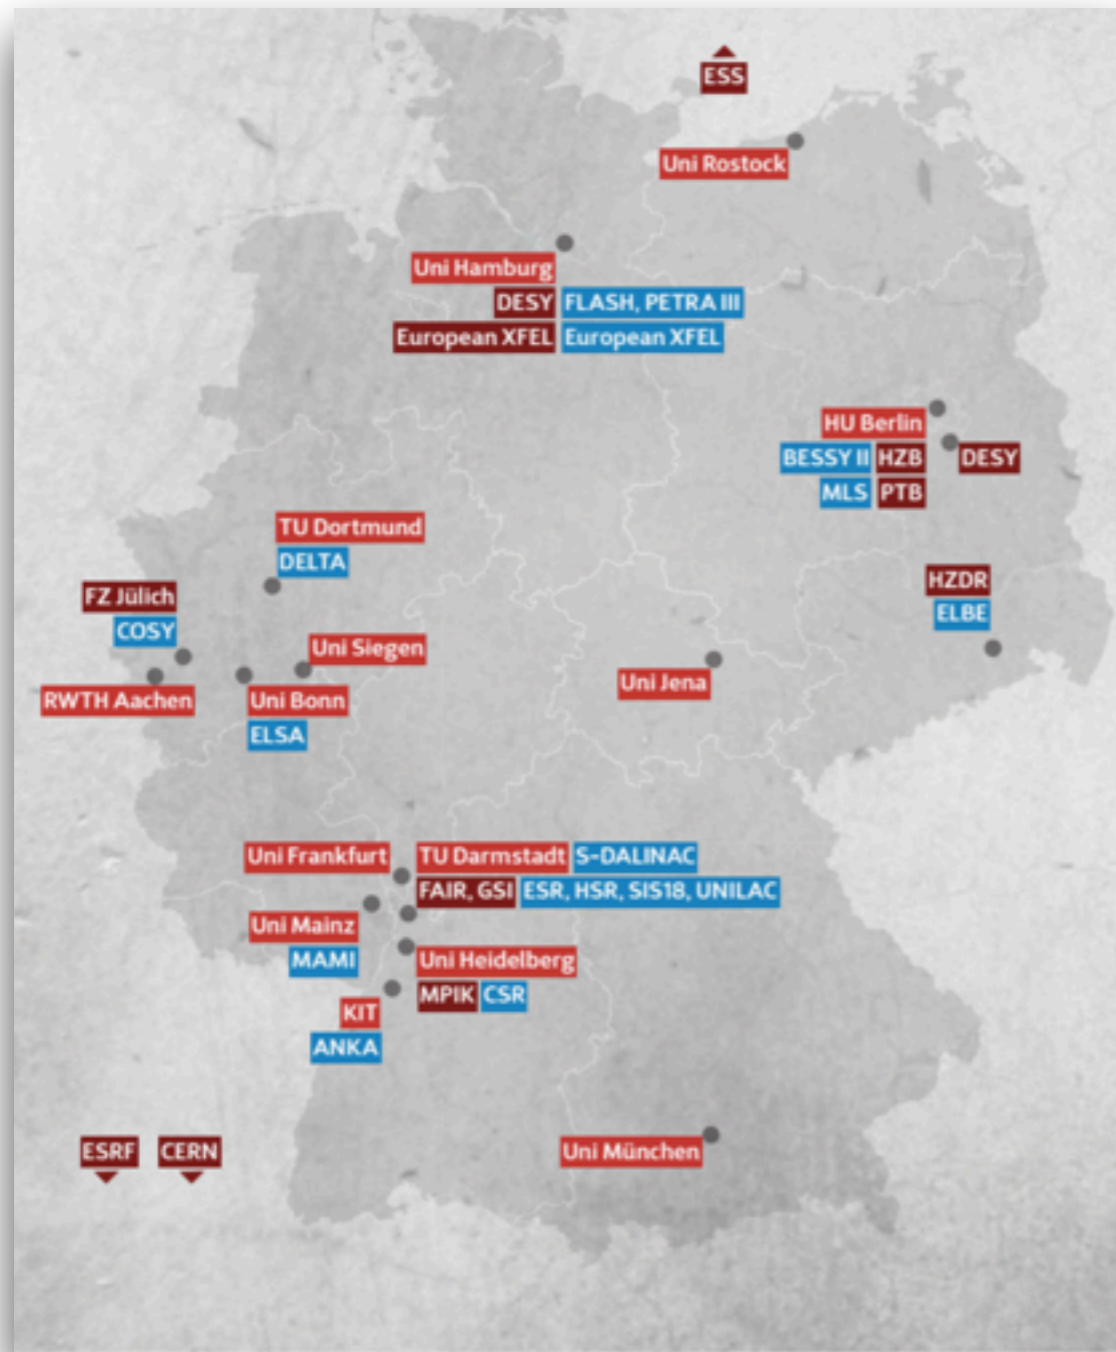 ESS
Uni Rostock
Uni Hamburg
DESY FLASH, PETRA III
European XFEL European XFEL
HU Berlin
BESSY II HZB DESY
MLS PTB
TU Dortmund
DELTA
FZ Jülich
COSY
HZDR
ELBE
Uni Siegen
RWTH Aachen
Uni Bonn
ELSA
Uni Jena
Uni Frankfurt
TU Darmstadt S-DALINAC
FAIR, GSI ESR, HSR, SIS18, UNILAC
Uni Mainz
MAMI
Uni Heidelberg
MPIK CSR
KIT
ANKA
ESRF CERN
Uni München